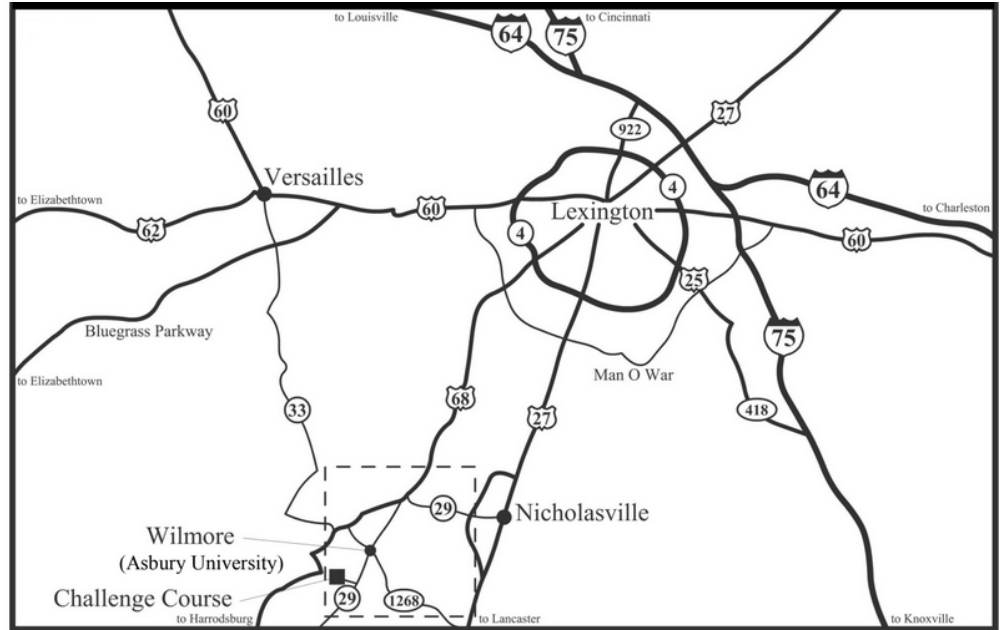 to Louisville
to Cincinnati
64
75
60
27
922
Versailles
4
64
to Elizabethtown
60
Lexington
to Charleston
62
4
60
25
Bluegrass Parkway
75
Man O War
to Elizabethtown
68
33
27
418
29
Nicholasville
Wilmore
(Asbury University)
Challenge Course
29
1268
to Harrodsburg
to Lancaster
to Knoxville